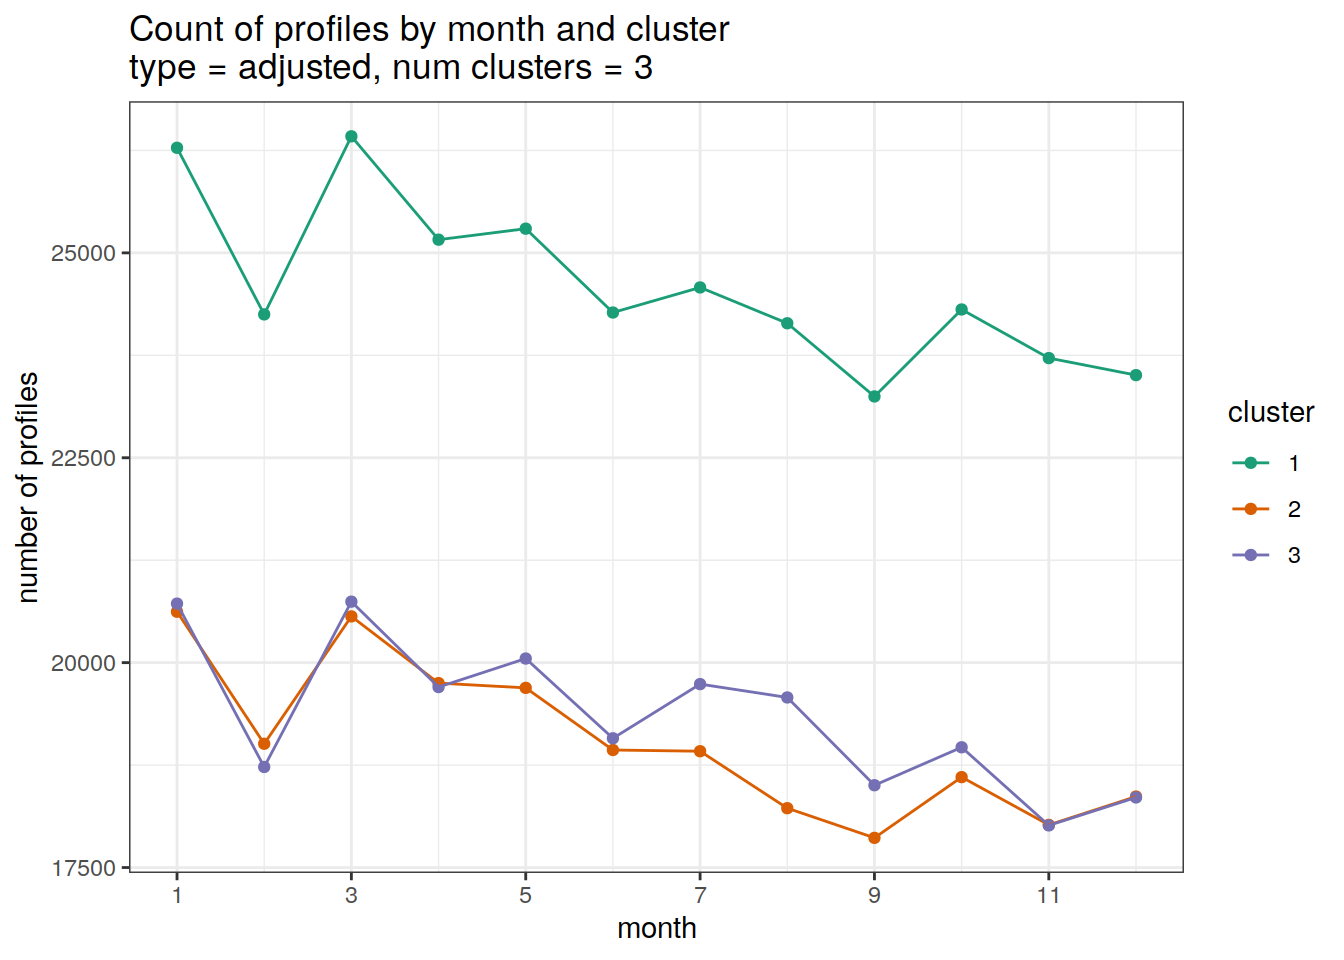 Count of profiles by month and cluster
type = adjusted, num clusters = 3
25000
22500
20000
17500
number of profiles
1 3 5 7 9 11
month
cluster
1
2
3